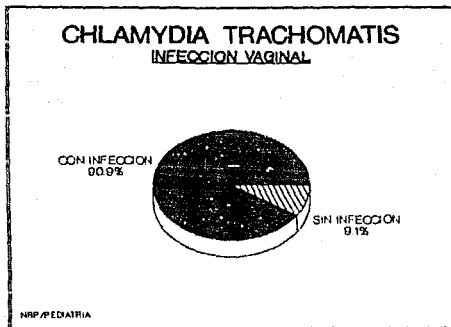 CHLAMYDIA TRACHOMATIS
INFECCION VAGINAL
CON INFECCION
90.9%
SIN INFECCION
9.1%
NRP/PEDIATRIA